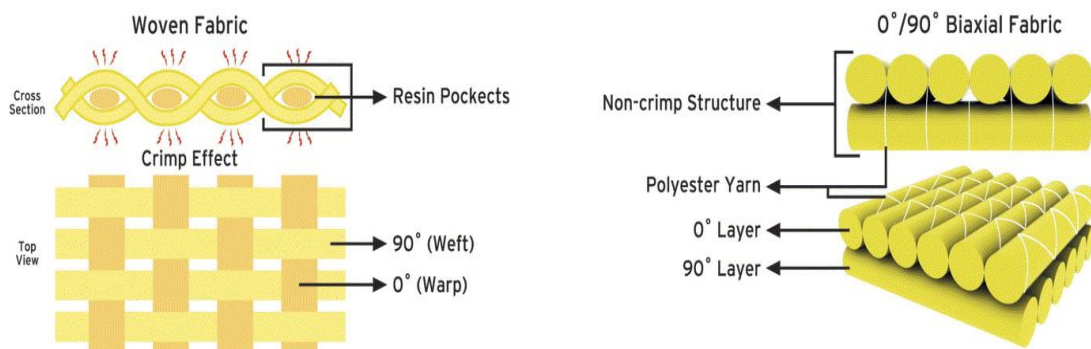 Woven Fabric
Cross
Section
Resin Pockects
Crimp Effect
Top
View
90° (Weft)
0° (Warp)
0°/90° Biaxial Fabric
Non-crimp Structure
Polyester Yarn
0° Layer
90° Layer